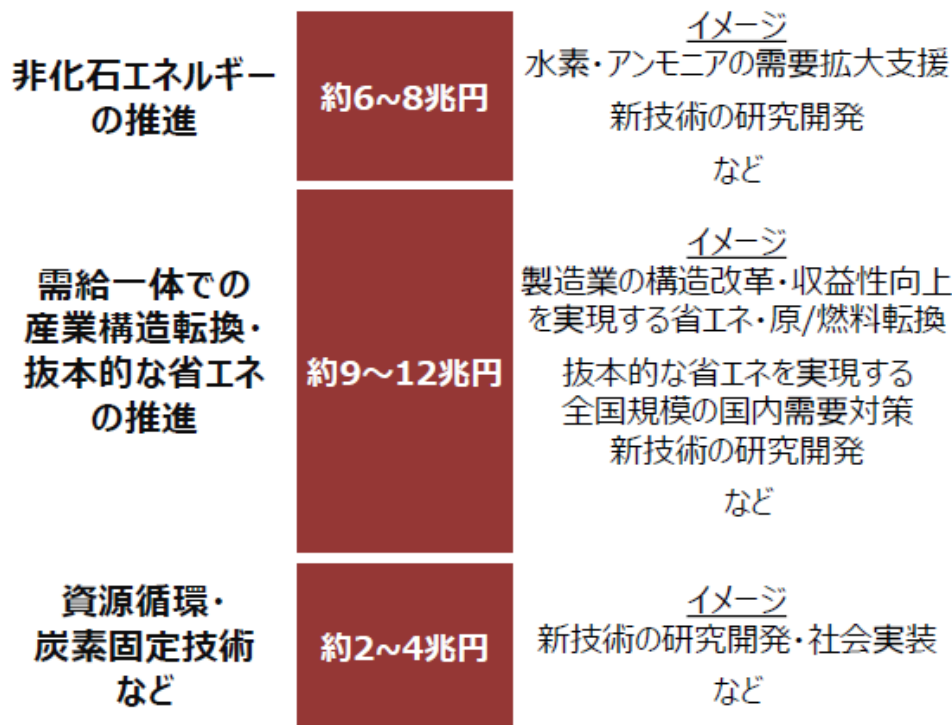 非化石エネルギー
の推進
約6~8兆円
イメージ
水素・アンモニアの需要拡大支援
新技術の研究開発
など
需給一体での
産業構造転換・
抜本的な省エネ
の推進
約9～12兆円
イメージ
製造業の構造改革・収益性向上
を実現する省エネ・原/燃料転換
抜本的な省エネを実現する
全国規模の国内需要対策
新技術の研究開発
など
資源循環・
炭素固定技術
など
約2~4兆円
イメージ
新技術の研究開発・社会実装
など